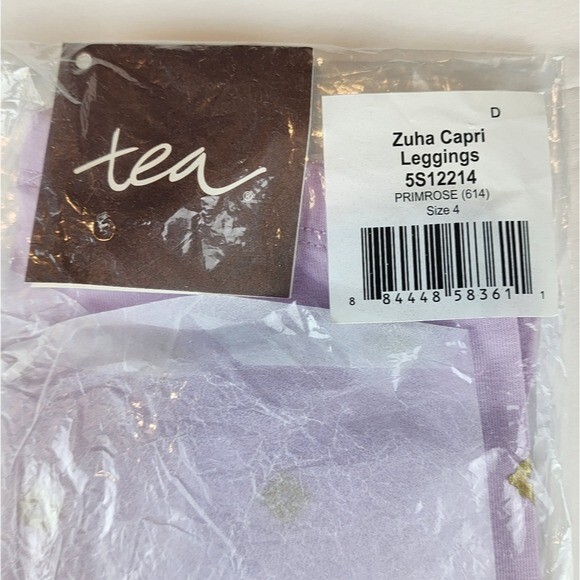 tea®
D
Zuha Capri
Leggings
5S12214
PRIMROSE (614)
Size 4
8 84448 58361 1